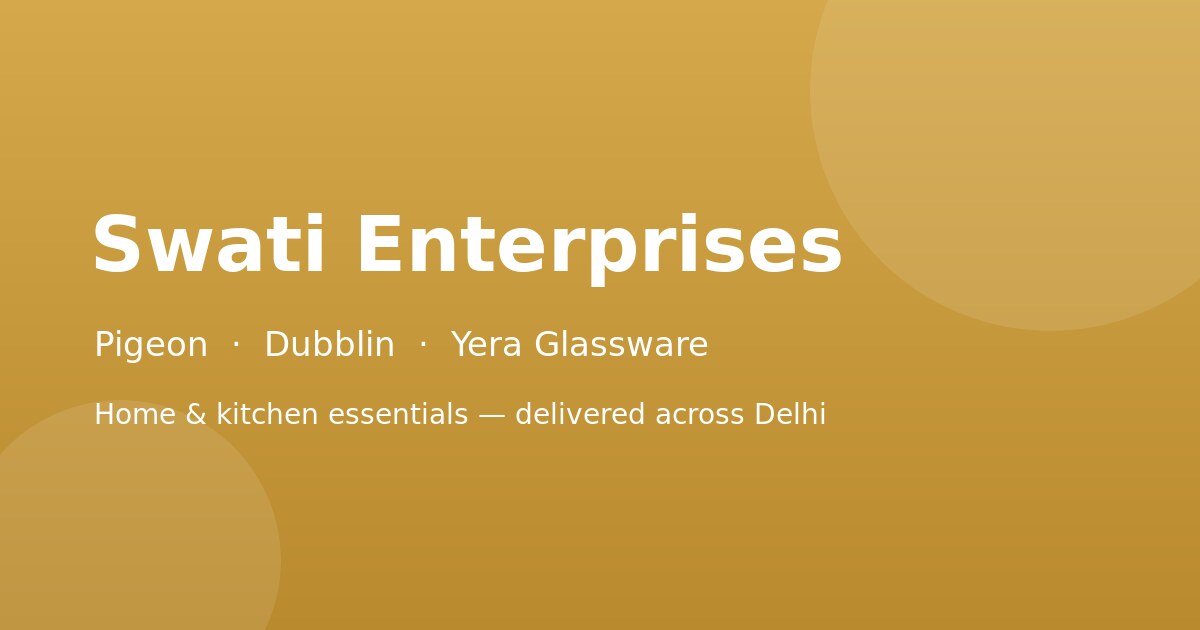 Swati Enterprises
Pigeon · Dubblin · Yera Glassware
Home & kitchen essentials — delivered across Delhi